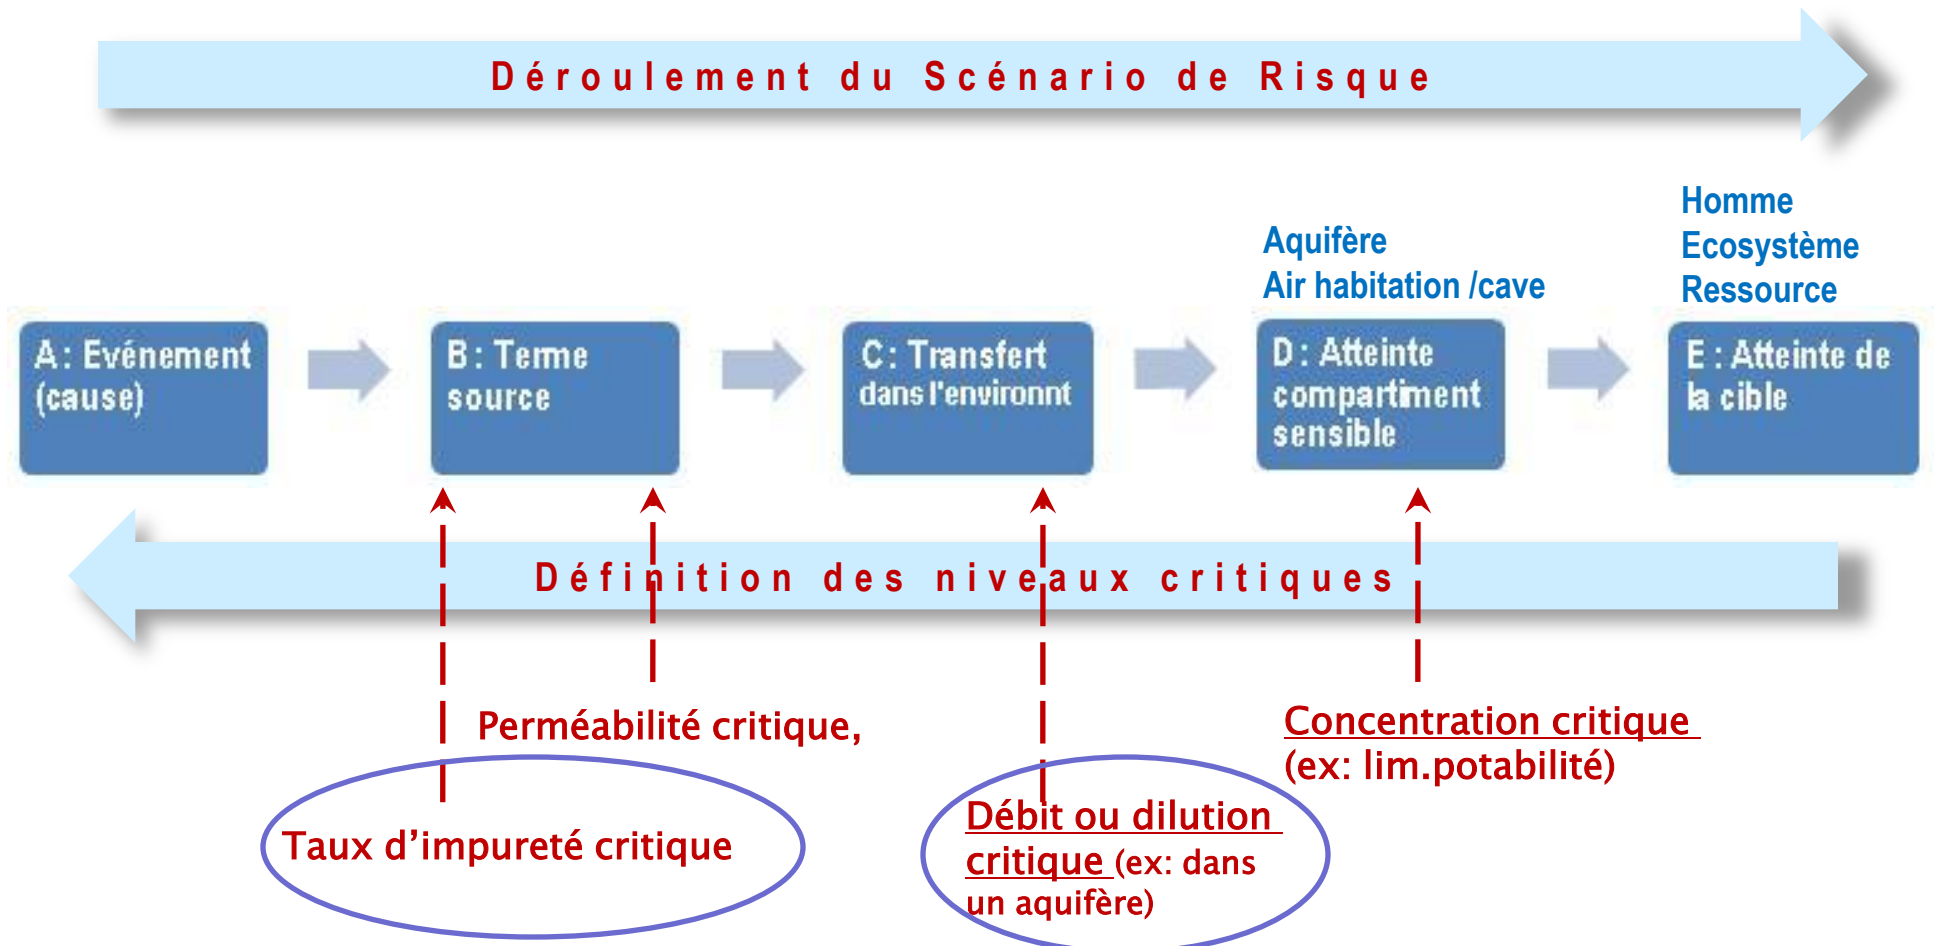 Déroulement du Scénario de Risque
Homme
Ecosystème
Ressource
Aquifère
Air habitation /cave
A : Evénement
(cause)
B : Terme
source
C : Transfert
dans l'environnt
D : Atteinte
compartiment
sensible
E : Atteinte de
la cible
Définition des niveaux critiques
Perméabilité critique,
Concentration critique
(ex: lim.potabilité)
Taux d’impureté critique
Débit ou dilution
critique (ex: dans
un aquifère)